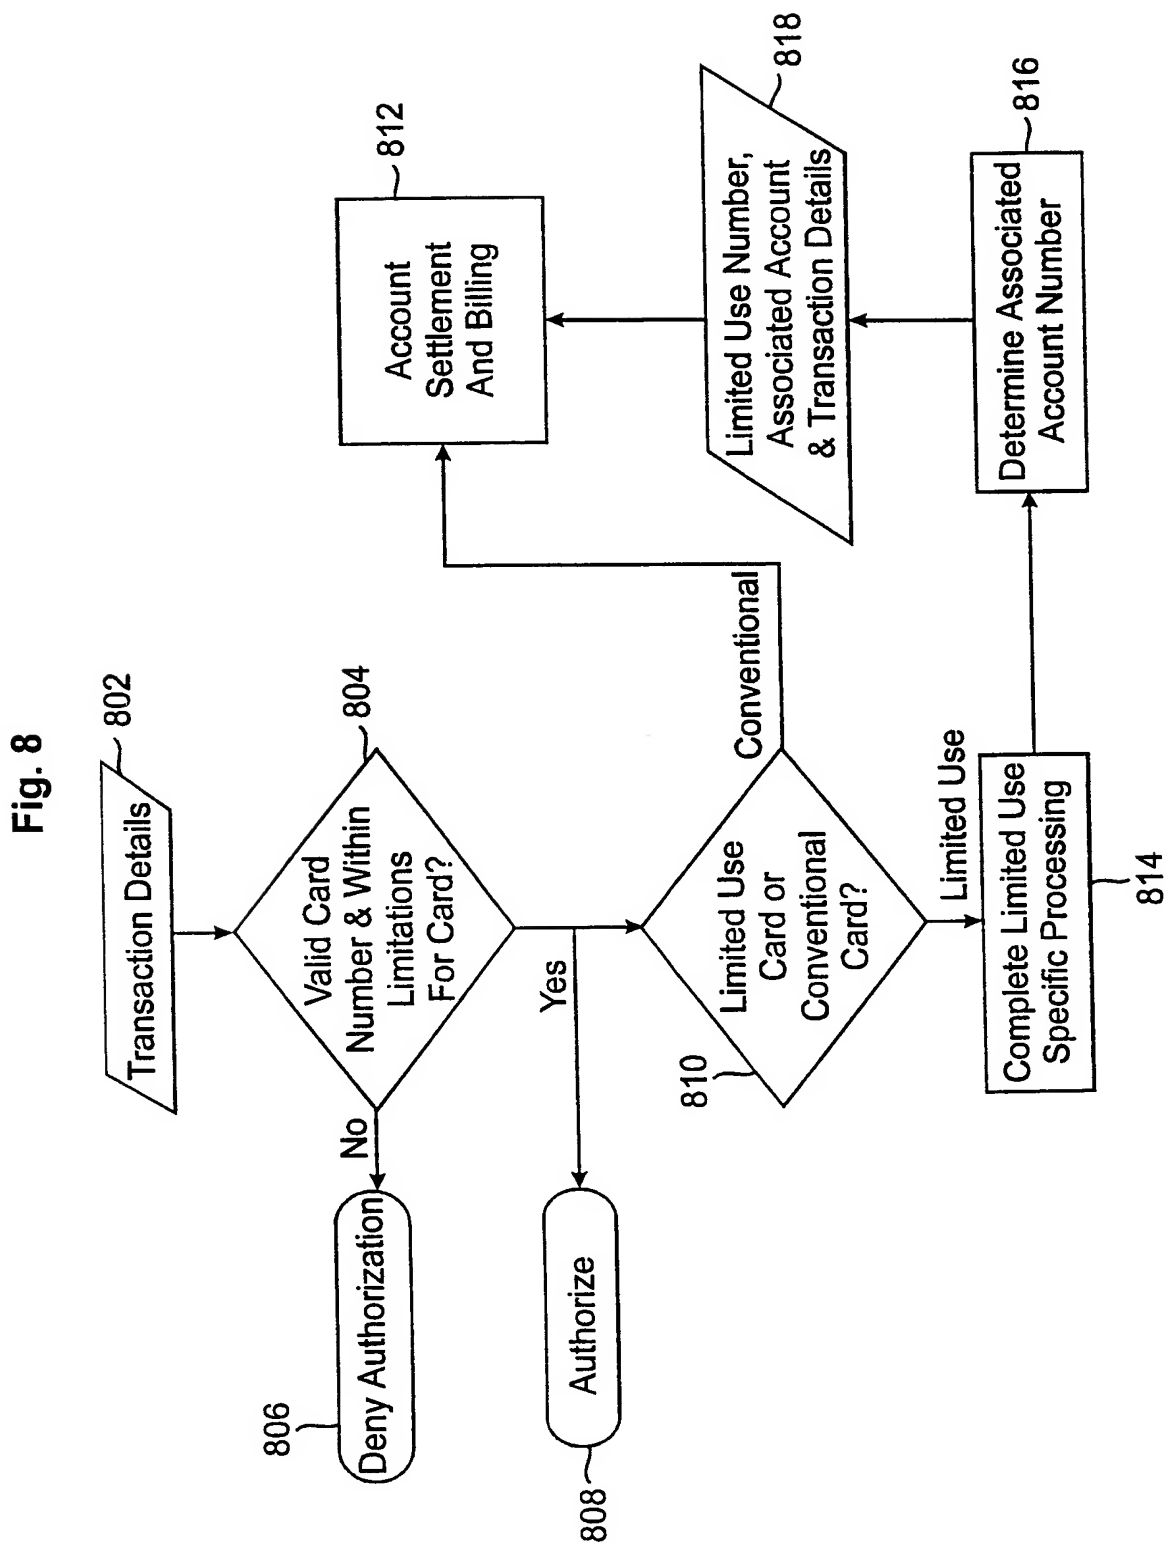 Fig. 8
802
Transaction Details
804
Valid Card
Number & Within
Limitations
For Card?
No
806
Deny Authorization
Yes
808
Authorize
810
Limited Use
Card or
Conventional
Card?
Conventional
812
Account
Settlement
And Billing
Limited Use
Complete Limited Use
Specific Processing
814
816
Determine Associated
Account Number
818
Limited Use Number,
Associated Account
& Transaction Details